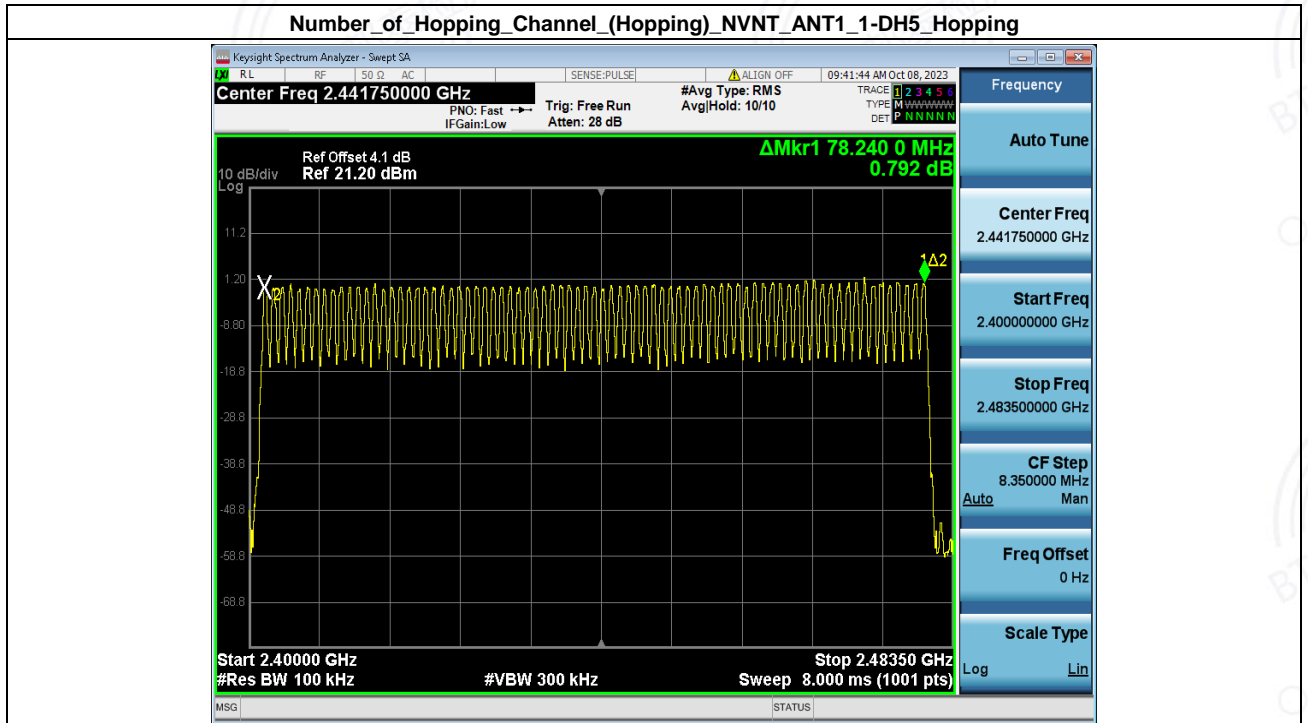 Number_of_Hopping_Channel_(Hopping)_NVNT_ANT1_1-DH5_Hopping
Keysight Spectrum Analyzer - Swept SA
LXI RL RF 50 Ω AC SENSE:PULSE ALIGN OFF 09:41:44 AM Oct 08, 2023
Center Freq 2.441750000 GHz
PNO: Fast
IFGain:Low
Trig: Free Run
Atten: 28 dB
#Avg Type: RMS
Avg|Hold: 10/10
TRACE 1 2 3 4 5 6
TYPE M WWWWW
DET P N N N N N
ΔMkr1 78.240 0 MHz
0.792 dB
Ref Offset 4.1 dB
10 dB/div Ref 21.20 dBm
Log
11.2
1.20
-8.80
-18.8
-28.8
-38.8
-48.8
-58.8
-68.8
X2
1Δ2
Start 2.40000 GHz Stop 2.48350 GHz
#Res BW 100 kHz #VBW 300 kHz Sweep 8.000 ms (1001 pts)
MSG STATUS
Frequency
Auto Tune
Center Freq
2.441750000 GHz
Start Freq
2.400000000 GHz
Stop Freq
2.483500000 GHz
CF Step
8.350000 MHz
Auto Man
Freq Offset
0 Hz
Scale Type
Log Lin